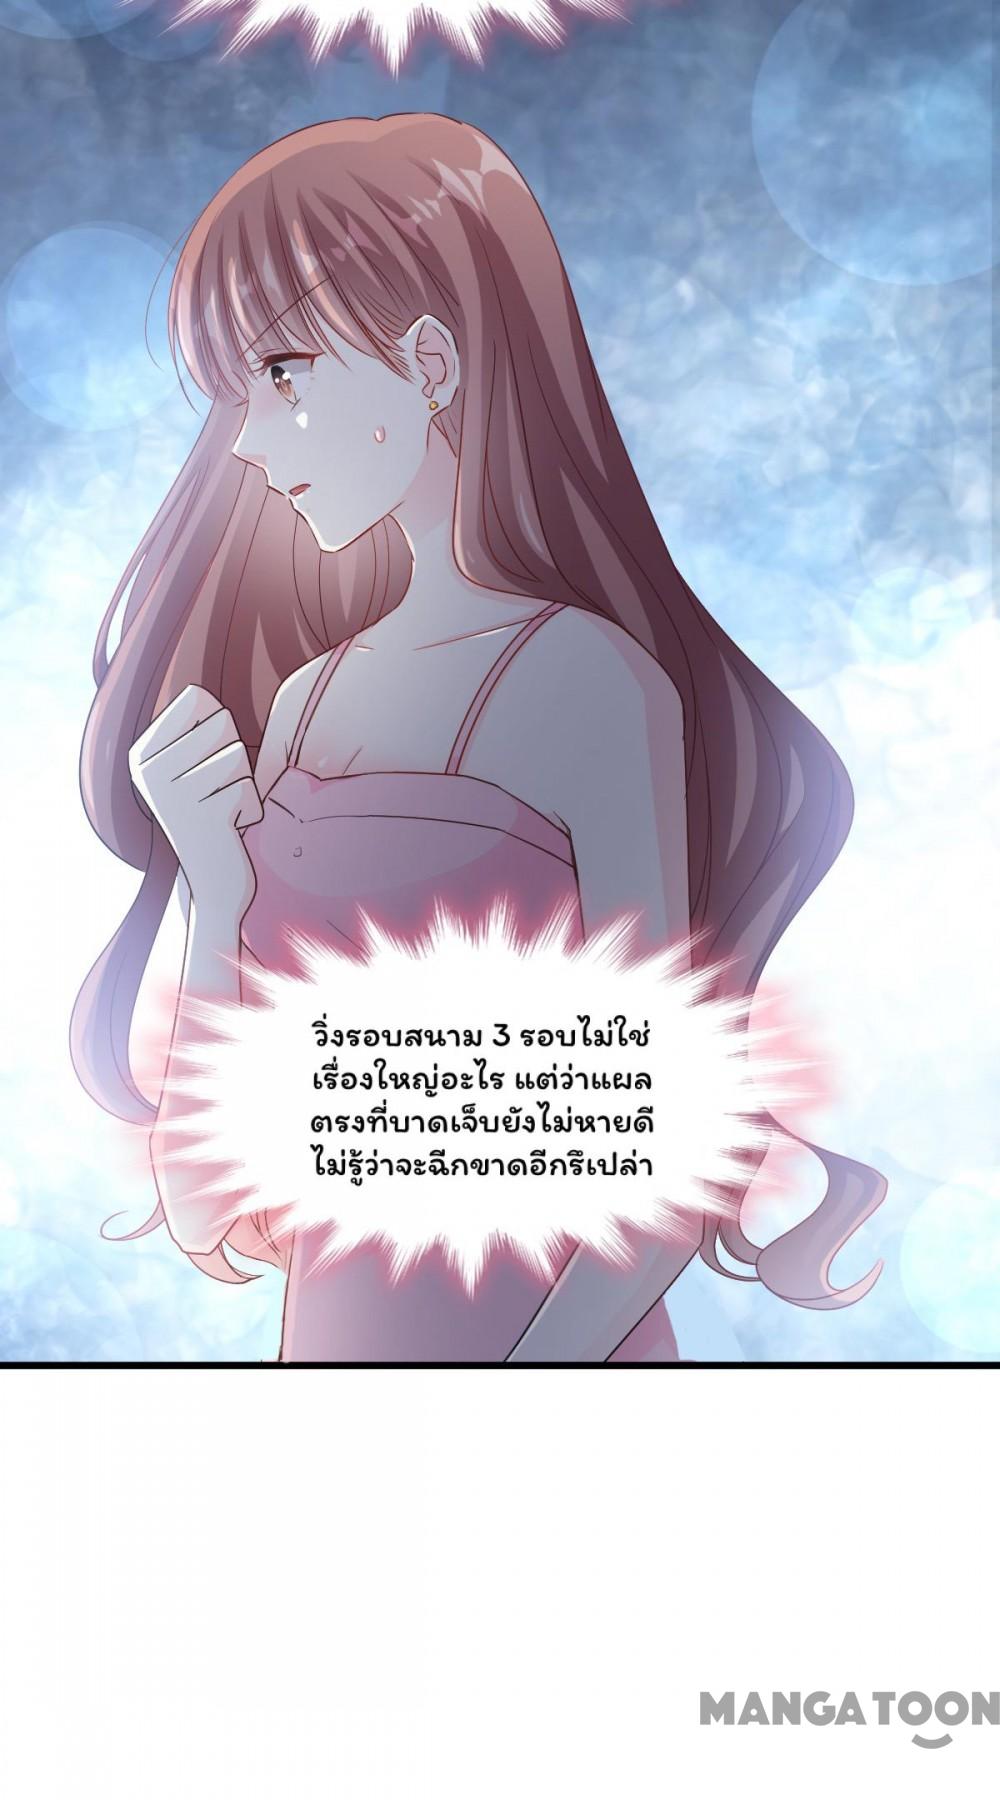 วิ่งรอบสนาม 3 รอบไม่ใช่
เรื่องใหญ่อะไร แต่ว่าแผล
ตรงที่บาดเจ็บยังไม่หายดี
ไม่รู้ว่าจะฉีกขาดอีกรึเปล่า
MANGATOON